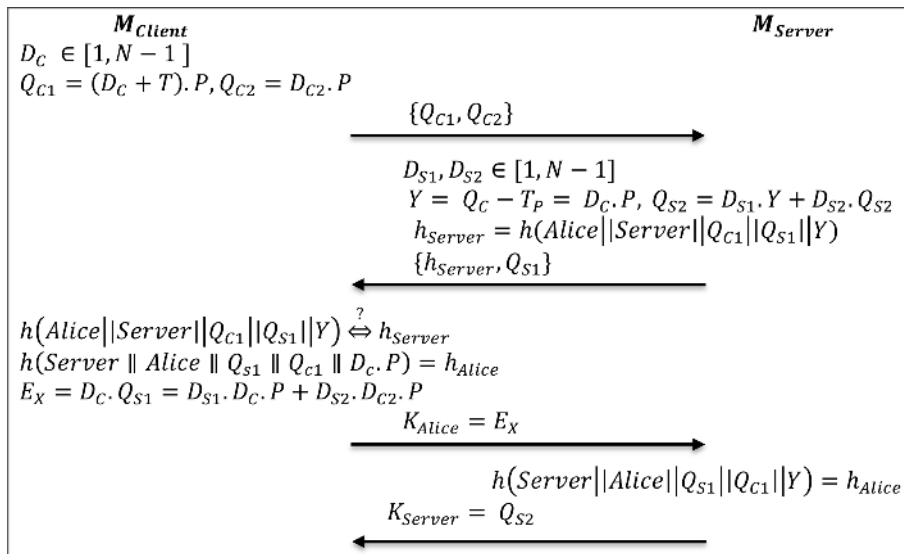 M_Client M_Server
D_C ∈ [1, N − 1 ]
Q_C1 = (D_C + T). P, Q_C2 = D_C2. P
{Q_C1, Q_C2}
D_S1, D_S2 ∈ [1, N − 1]
Y = Q_C − T_P = D_C. P, Q_S2 = D_S1. Y + D_S2. Q_S2
h_Server = h(Alice||Server||Q_C1||Q_S1||Y)
{h_Server, Q_S1}
h(Alice||Server||Q_C1||Q_S1||Y) ⇔? h_Server
h(Server ∥ Alice ∥ Q_s1 ∥ Q_c1 ∥ D_c. P) = h_Alice
E_X = D_C. Q_S1 = D_S1. D_C. P + D_S2. D_C2. P
K_Alice = E_X
h(Server||Alice||Q_S1||Q_C1||Y) = h_Alice
K_Server = Q_S2